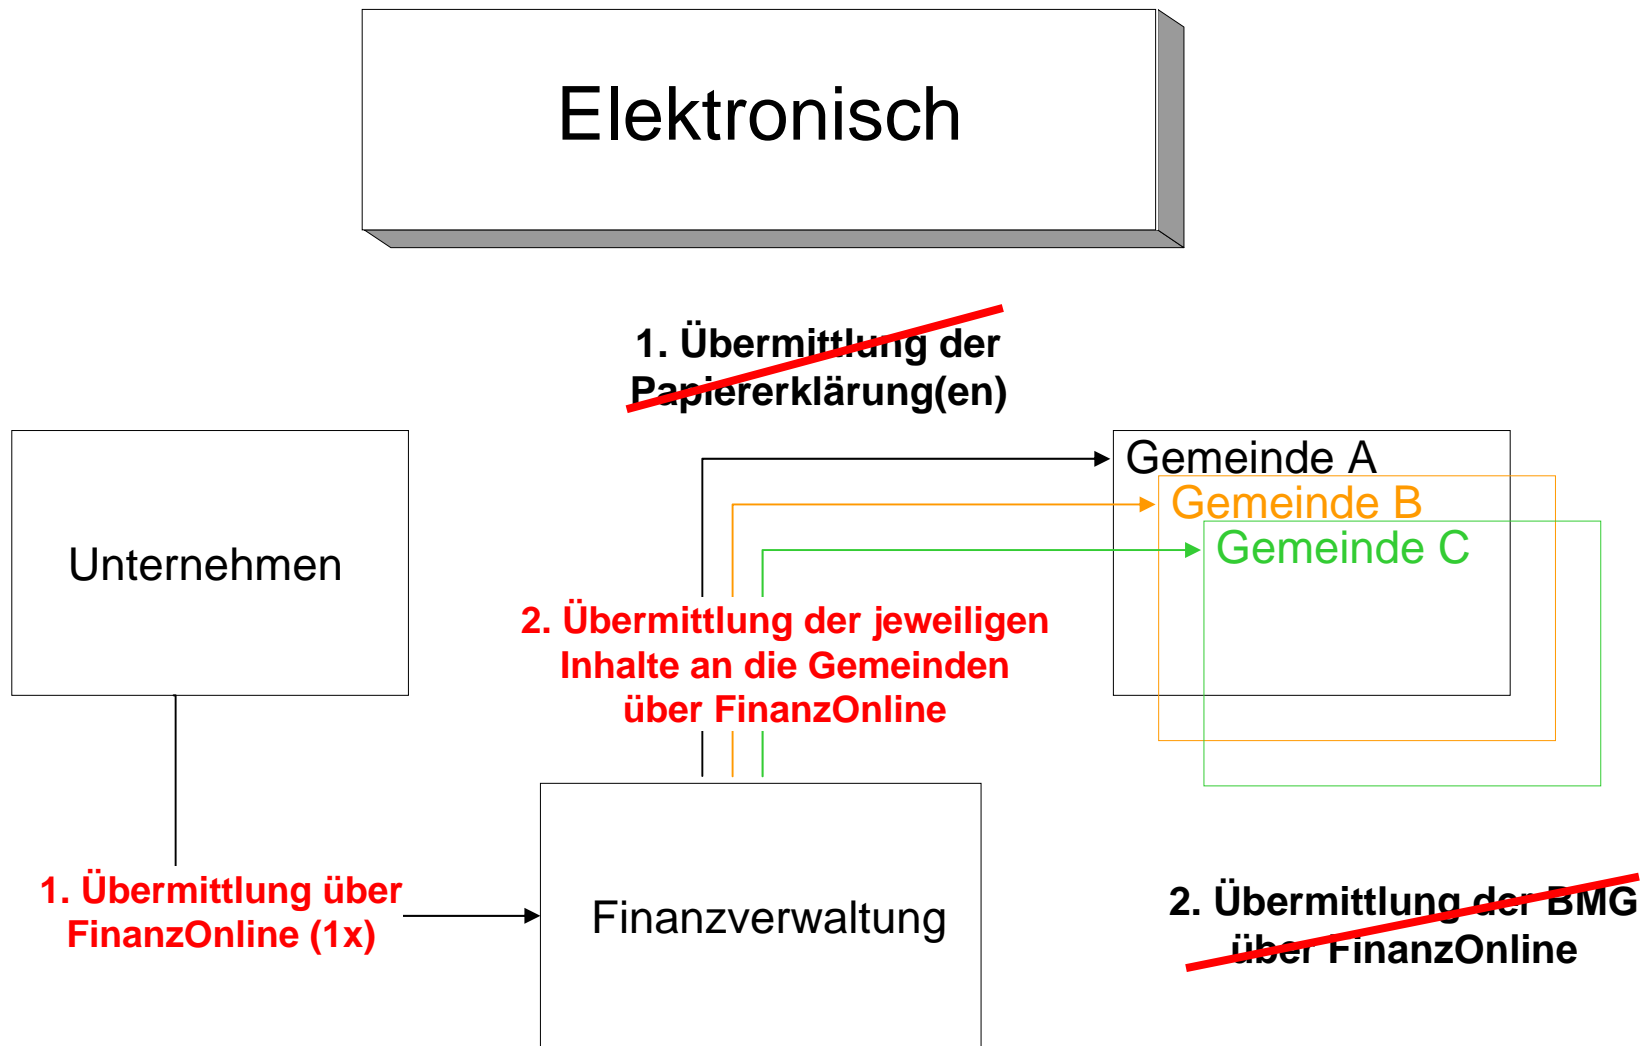 Elektronisch
1. Übermittlung der
Papiererklärung(en)
Gemeinde A
Gemeinde B
Gemeinde C
Unternehmen
2. Übermittlung der jeweiligen
Inhalte an die Gemeinden
über FinanzOnline
1. Übermittlung über
FinanzOnline (1x)
Finanzverwaltung
2. Übermittlung der BMG
über FinanzOnline